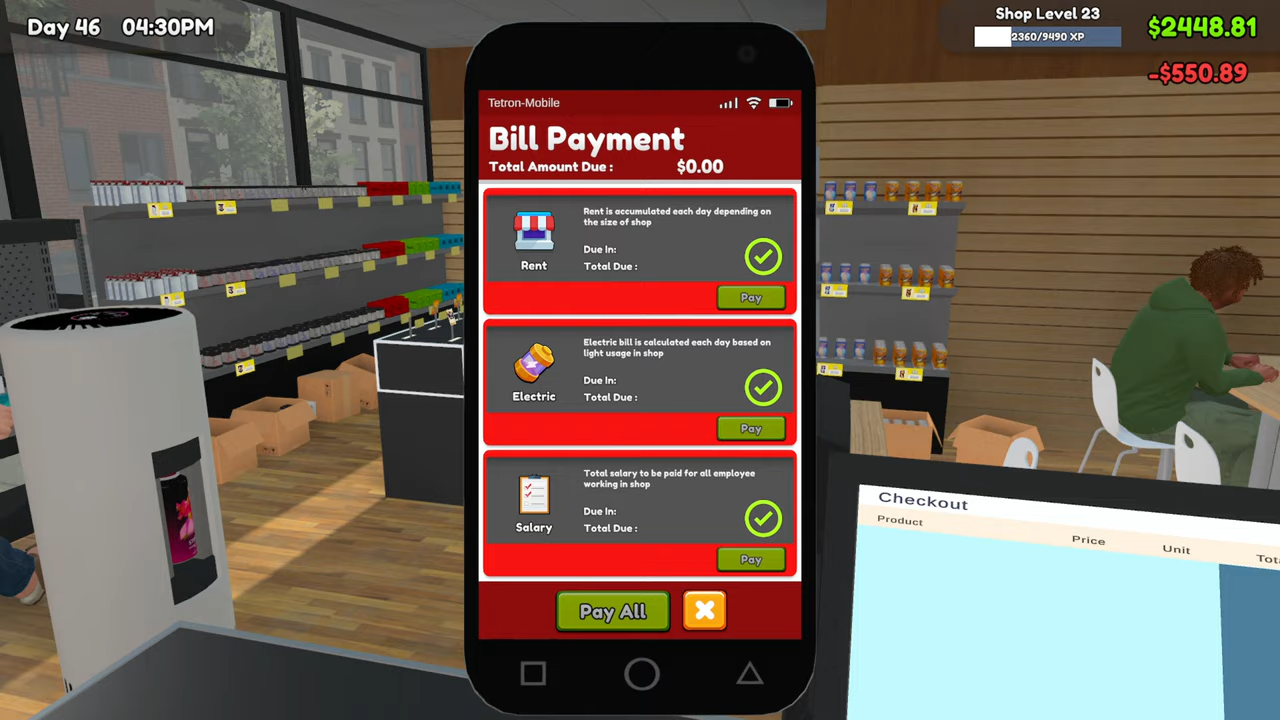 Day 46 04:30PM
Shop Level 23
2360/9490 XP
$2448.81
-$550.89
Tetron-Mobile
Bill Payment
Total Amount Due : $0.00
Rent is accumulated each day depending on
the size of shop
Due In:
Total Due :
Rent
Pay
Electric bill is calculated each day based on
light usage in shop
Due In:
Total Due :
Electric
Pay
Total salary to be paid for all employee
working in shop
Due In:
Total Due :
Salary
Pay
Pay All
Checkout
Product Price Unit